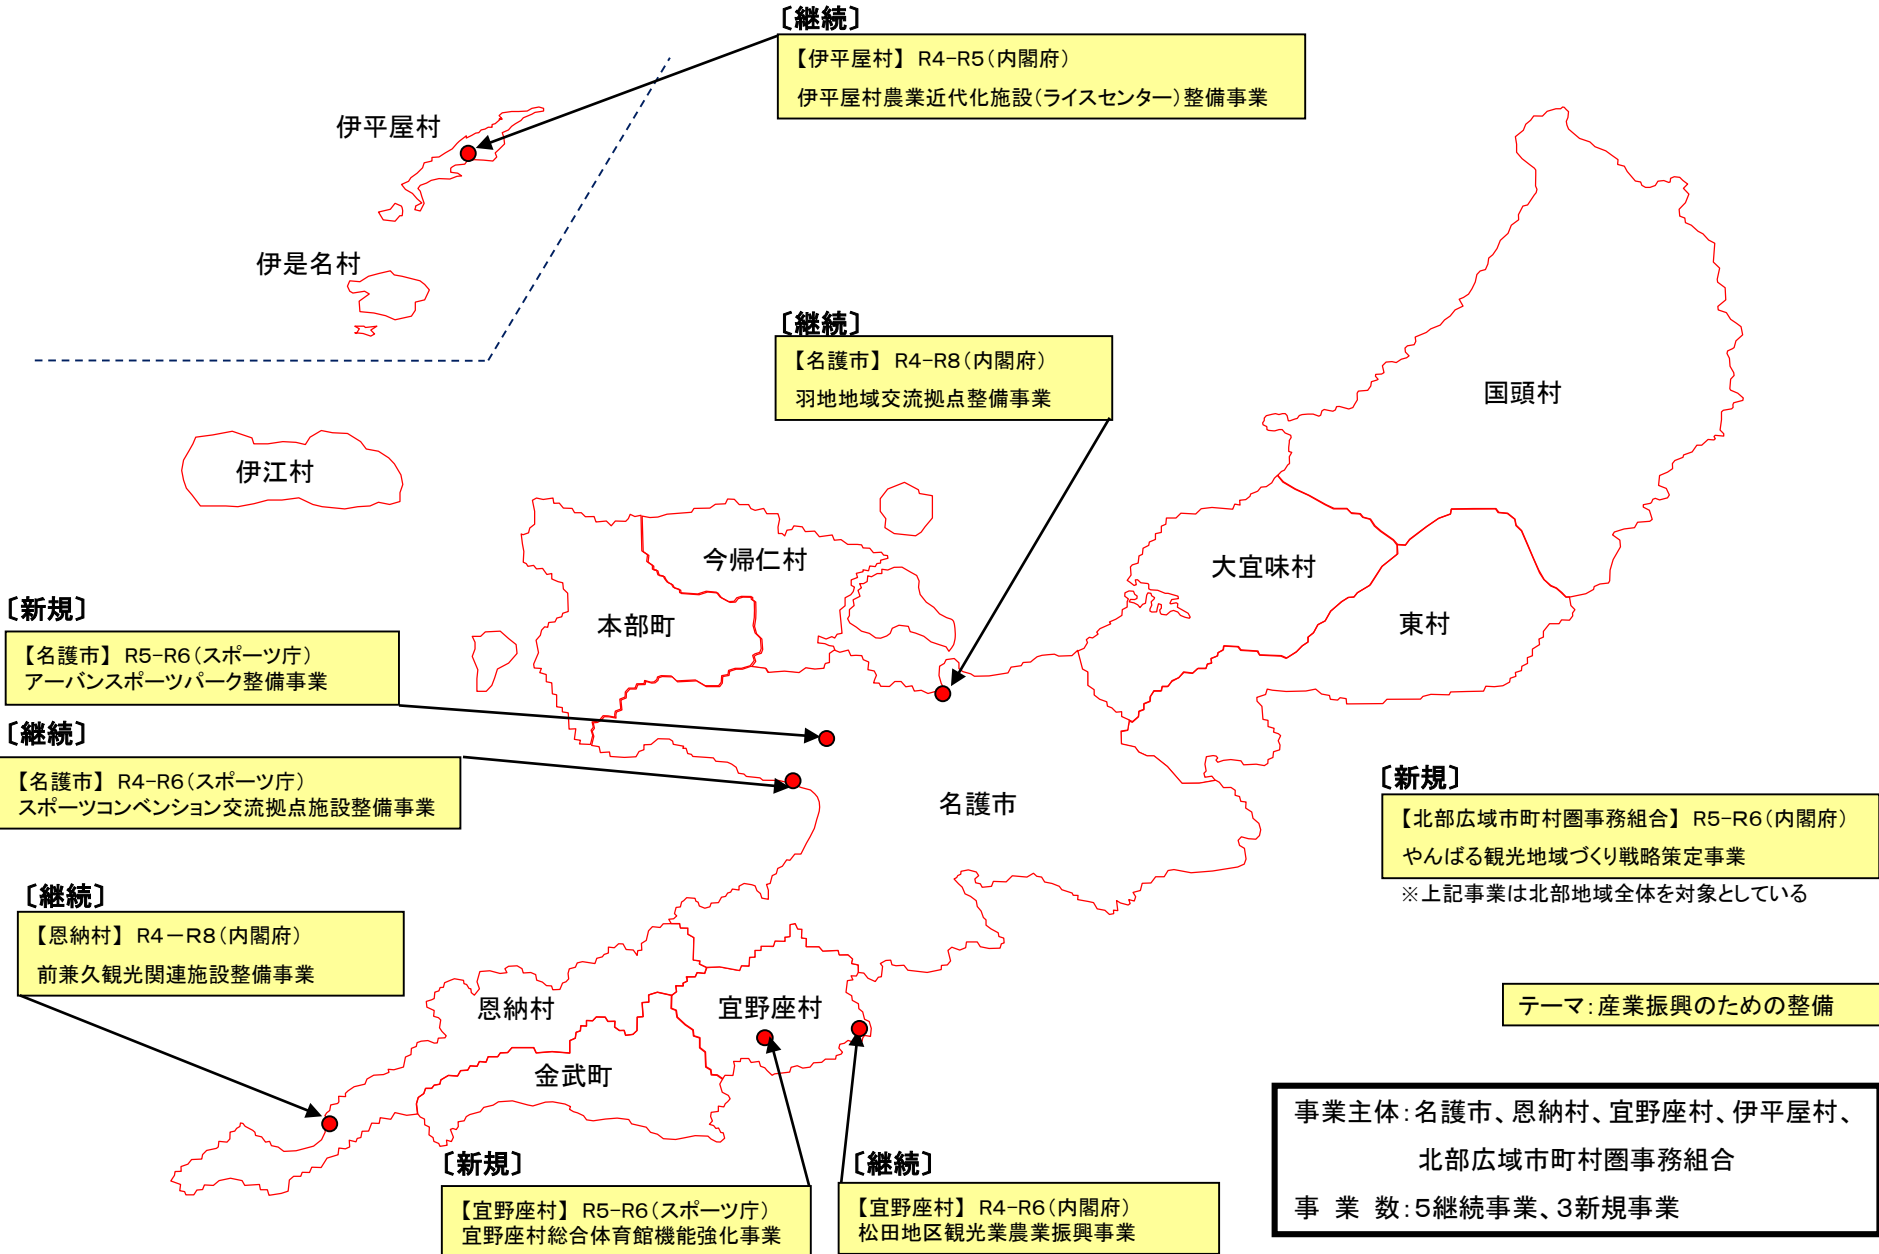 〔継続〕
【伊平屋村】 R4-R5(内閣府)
伊平屋村農業近代化施設(ライスセンター)整備事業
伊平屋村
伊是名村
〔継続〕
【名護市】 R4-R8(内閣府)
羽地地域交流拠点整備事業
国頭村
伊江村
今帰仁村
大宜味村
本部町
東村
〔新規〕
【名護市】 R5-R6(スポーツ庁)
アーバンスポーツパーク整備事業
〔継続〕
【名護市】 R4-R6(スポーツ庁)
スポーツコンベンション交流拠点施設整備事業
名護市
〔新規〕
【北部広域市町村圏事務組合】 R5-R6(内閣府)
やんばる観光地域づくり戦略策定事業
※上記事業は北部地域全体を対象としている
〔継続〕
【恩納村】 R4-R8(内閣府)
前兼久観光関連施設整備事業
恩納村
宜野座村
金武町
テーマ:産業振興のための整備
〔新規〕
【宜野座村】 R5-R6(スポーツ庁)
宜野座村総合体育館機能強化事業
〔継続〕
【宜野座村】 R4-R6(内閣府)
松田地区観光業農業振興事業
事業主体:名護市、恩納村、宜野座村、伊平屋村、
北部広域市町村圏事務組合
事 業 数:5継続事業、3新規事業